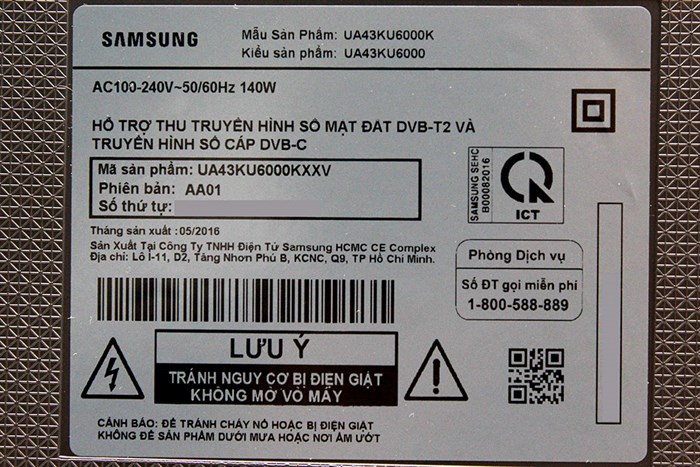 SAMSUNG
Mẫu Sản Phẩm: UA43KU6000K
Kiểu sản phẩm: UA43KU6000
AC100-240V~50/60Hz 140W
HỖ TRỢ THU TRUYỀN HÌNH SỐ MẶT ĐẤT DVB-T2 VÀ
TRUYỀN HÌNH SỐ CÁP DVB-C
Mã sản phẩm: UA43KU6000KXXV
Phiên bản: AA01
Số thứ tự:
SAMSUNG SEHC
B00082016
ICT
Tháng sản xuất :05/2016
Sản Xuất Tại Công Ty TNHH Điện Tử Samsung HCMC CE Complex
Địa chỉ: Lô I-11, D2, Tăng Nhơn Phú B, KCNC, Q9, TP Hồ Chí Minh.
Phòng Dịch vụ
Số ĐT gọi miễn phí
1-800-588-889
LƯU Ý
TRÁNH NGUY CƠ BỊ ĐIỆN GIẬT
KHÔNG MỞ VỎ MÁY
CẢNH BÁO: ĐỂ TRÁNH CHÁY NỔ HOẶC BỊ ĐIỆN GIẬT
KHÔNG ĐỂ SẢN PHẨM DƯỚI MƯA HOẶC NƠI ẨM ƯỚT